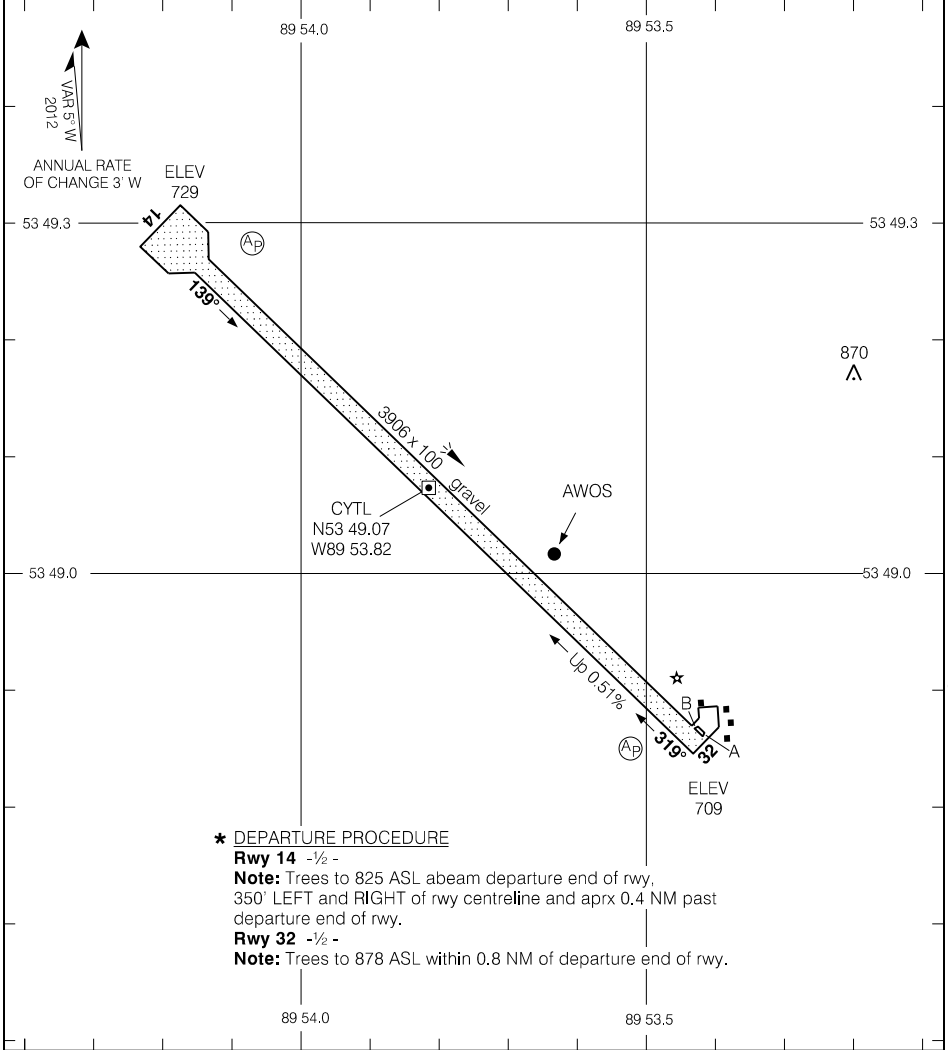 89 54.0
89 53.5
VAR 5° W
2012
ANNUAL RATE
OF CHANGE 3' W
ELEV
729
14
53 49.3
53 49.3
AP
139°
870
3906 x 100
gravel
CYTL
N53 49.07
W89 53.82
AWOS
53 49.0
53 49.0
Up 0.51%
B
A
319°
32
AP
ELEV
709
* DEPARTURE PROCEDURE
Rwy 14 -½ -
Note: Trees to 825 ASL abeam departure end of rwy,
350' LEFT and RIGHT of rwy centreline and aprx 0.4 NM past
departure end of rwy.
Rwy 32 -½ -
Note: Trees to 878 ASL within 0.8 NM of departure end of rwy.
89 54.0
89 53.5